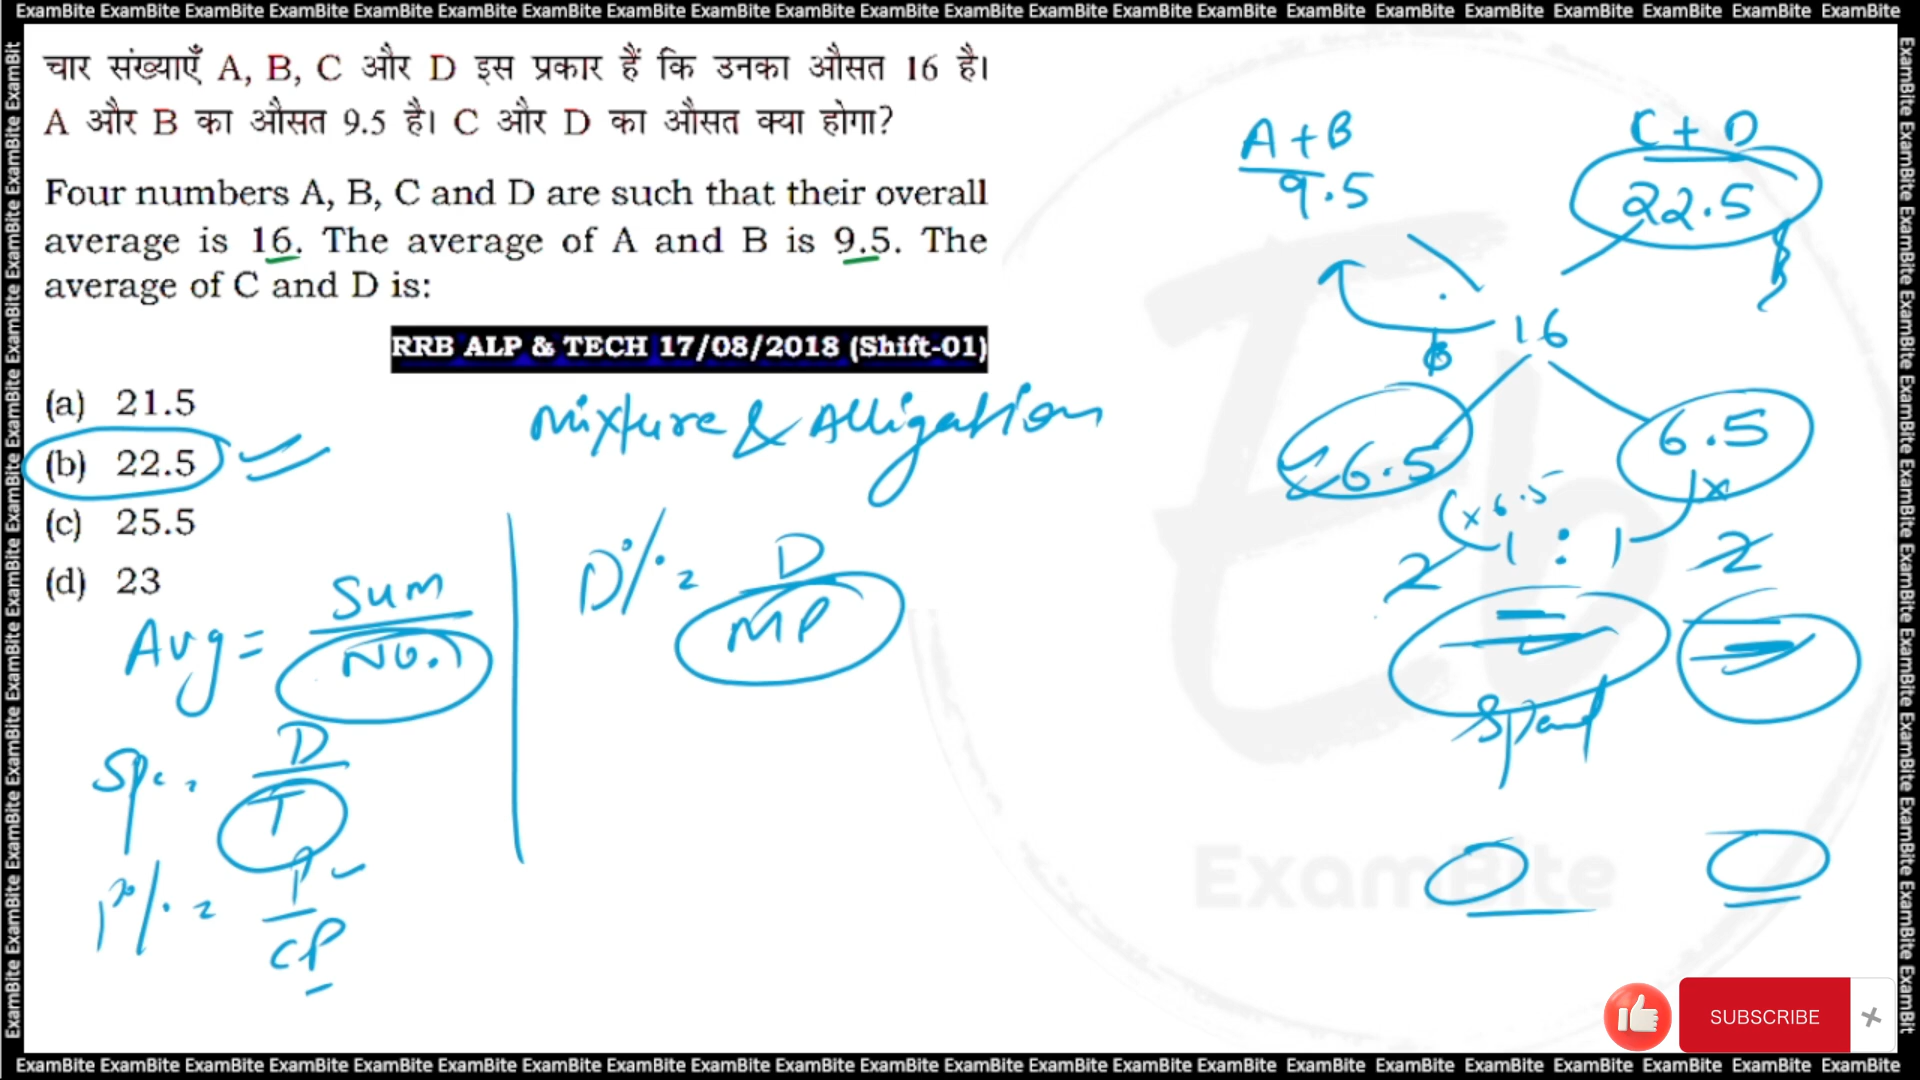 ExamBite ExamBite ExamBite ExamBite ExamBite ExamBite ExamBite ExamBite ExamBite ExamBite ExamBite ExamBite ExamBite ExamBite ExamBite ExamBite ExamBite ExamBite ExamBite ExamBite ExamBite
चार संख्याएँ A, B, C और D इस प्रकार हैं कि उनका औसत 16 है।
A और B का औसत 9.5 है। C और D का औसत क्या होगा?
Four numbers A, B, C and D are such that their overall
average is 16. The average of A and B is 9.5. The
average of C and D is:
RRB ALP & TECH 17/08/2018 (Shift-01)
(a) 21.5
(b) 22.5
(c) 25.5
(d) 23
Mixture & Alligation
A + B
9.5
C + D
22.5
16
6.5
6.5
x 6.5
1 : 1
2
2
Avg = Sum
No.
D% = D
MP
D
T
P
CP
ExamBite
SUBSCRIBE
ExamBite ExamBite ExamBite ExamBite ExamBite ExamBite ExamBite ExamBite ExamBite ExamBite ExamBite ExamBite ExamBite ExamBite ExamBite ExamBite ExamBite ExamBite ExamBite ExamBite ExamBite